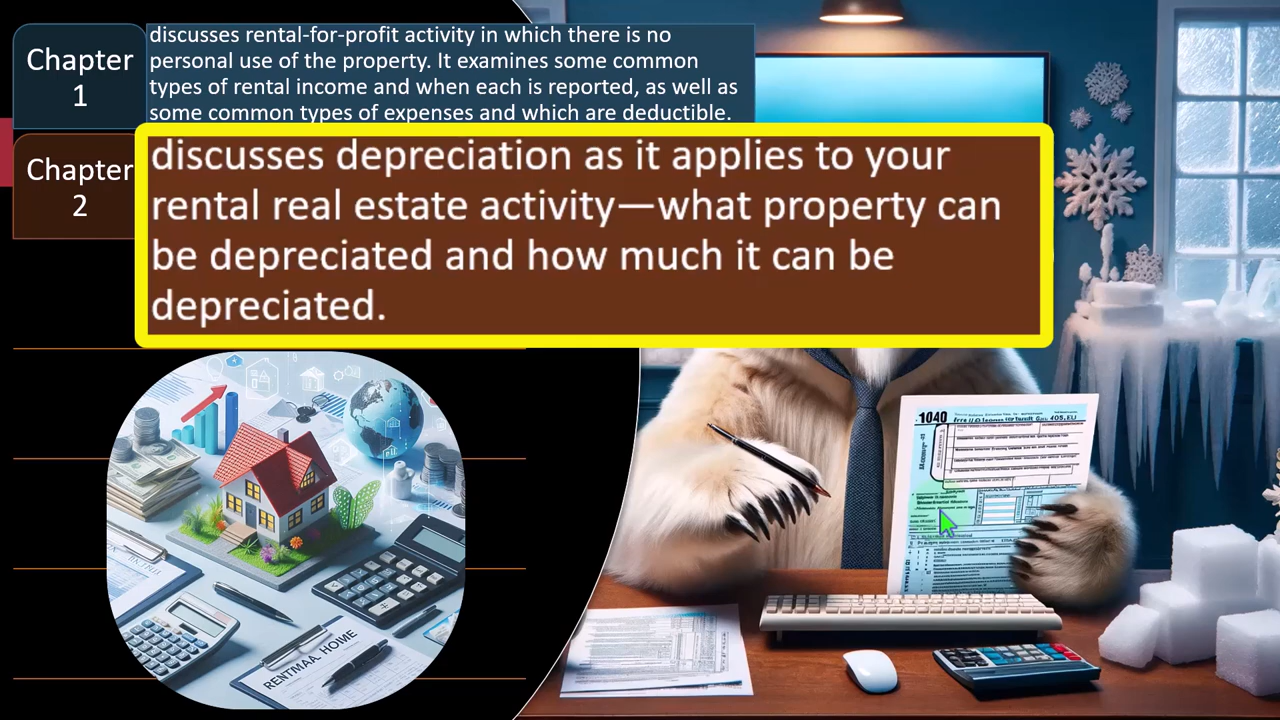 Chapter
1
discusses rental-for-profit activity in which there is no
personal use of the property. It examines some common
types of rental income and when each is reported, as well as
some common types of expenses and which are deductible.
Chapter
2
discusses depreciation as it applies to your
rental real estate activity—what property can
be depreciated and how much it can be
depreciated.
1040
RENTMAA. HOME